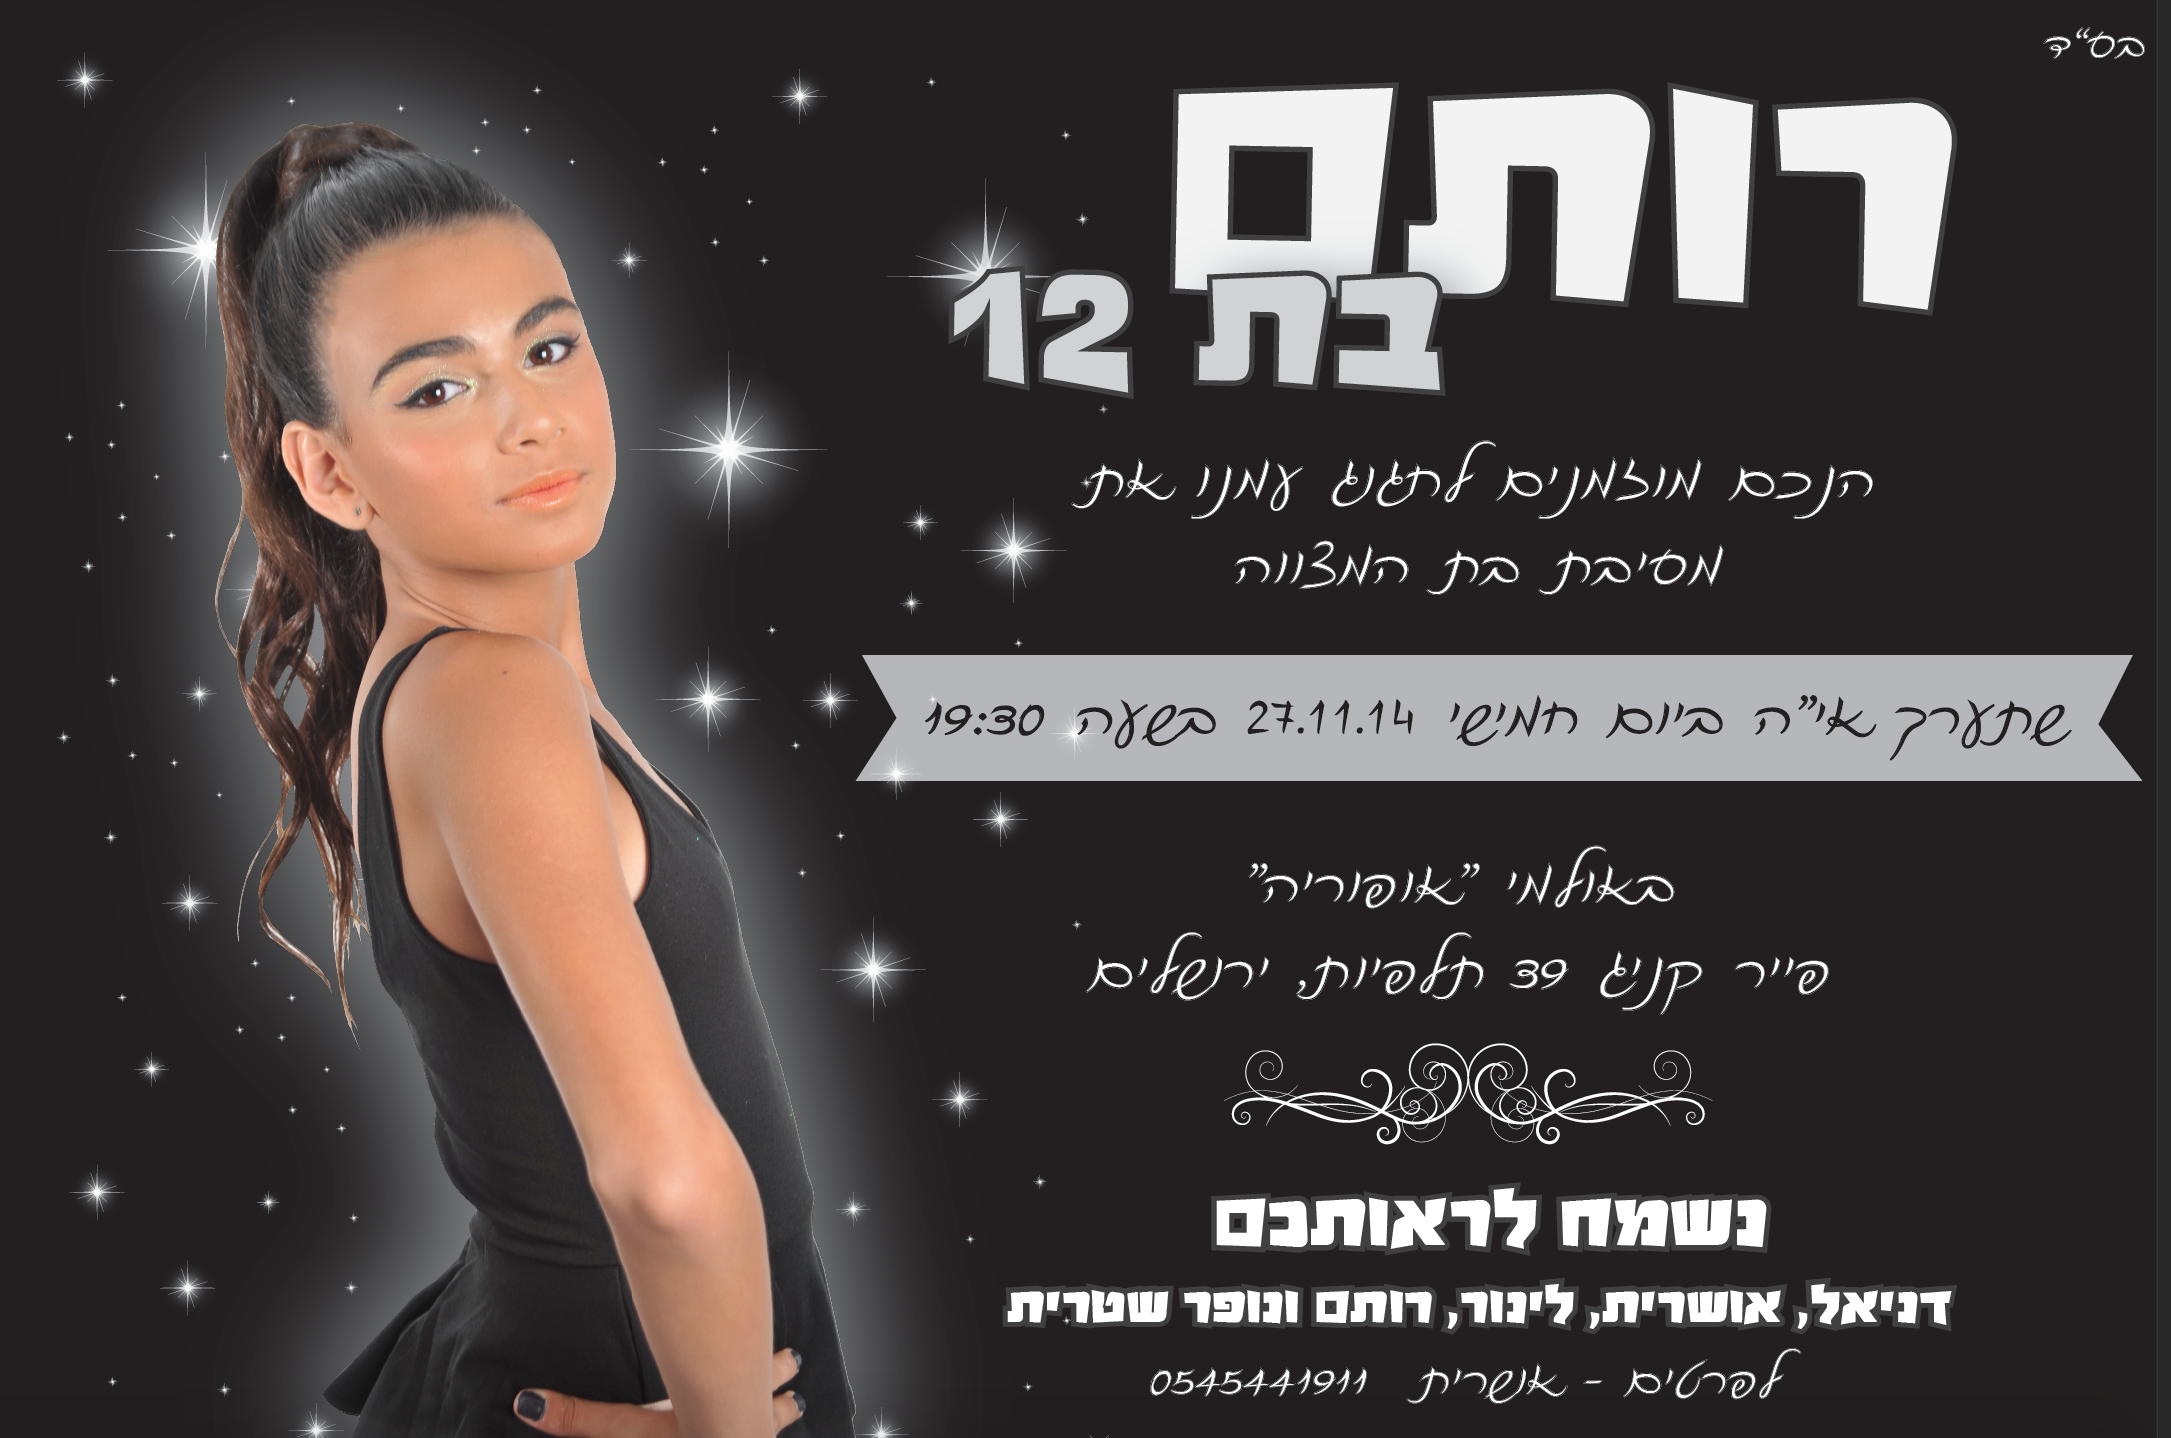 בס"ד
רותם
בת 12
הנכם מוזמנים לחגוג עמנו את
מסיבת בת המצווה
שתערך אי"ה ביום חמישי 27.11.14 בשעה 19:30
באולמי "אופוריה"
פייר קניג 39 תלפיות, ירושלים
נשמח לראותכם
דניאל, אושרית, לינור, רותם ונופר שטרית
לפרטים - אושרית 0545441911